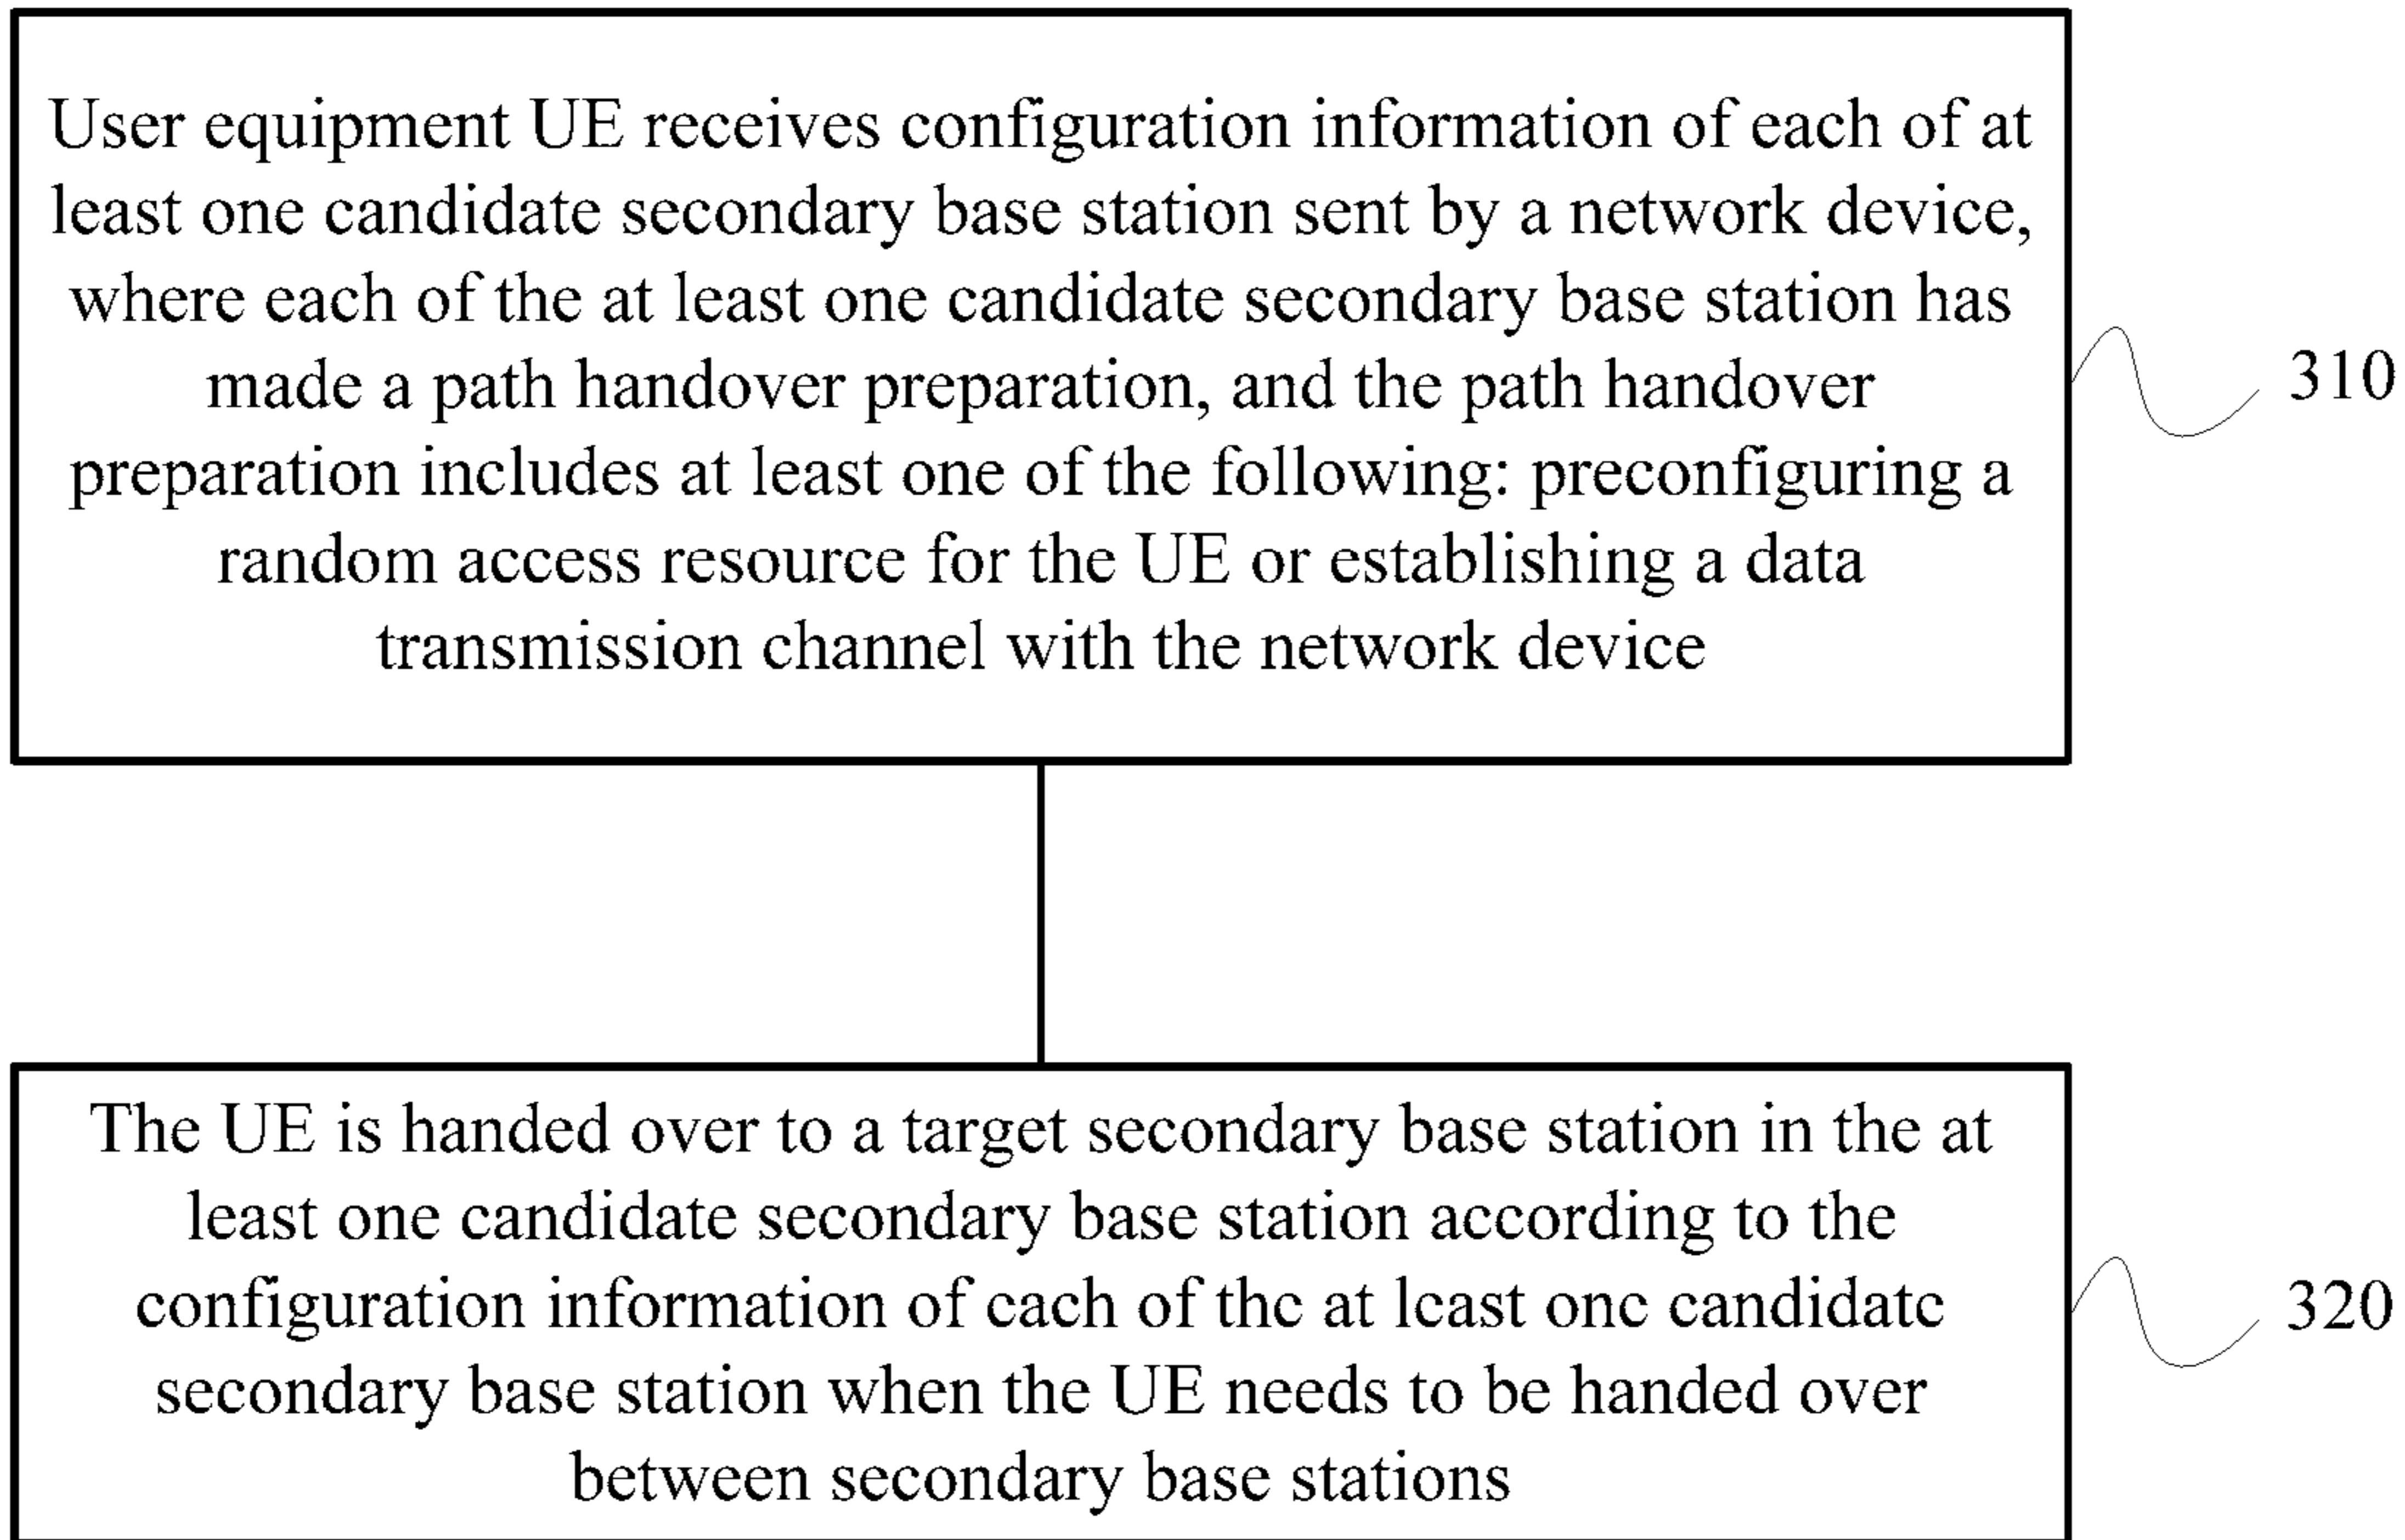 User equipment UE receives configuration information of each of at
least one candidate secondary base station sent by a network device,
where each of the at least one candidate secondary base station has
made a path handover preparation, and the path handover
preparation includes at least one of the following: preconfiguring a
random access resource for the UE or establishing a data
transmission channel with the network device
310
The UE is handed over to a target secondary base station in the at
least one candidate secondary base station according to the
configuration information of each of the at least one candidate
secondary base station when the UE needs to be handed over
between secondary base stations
320